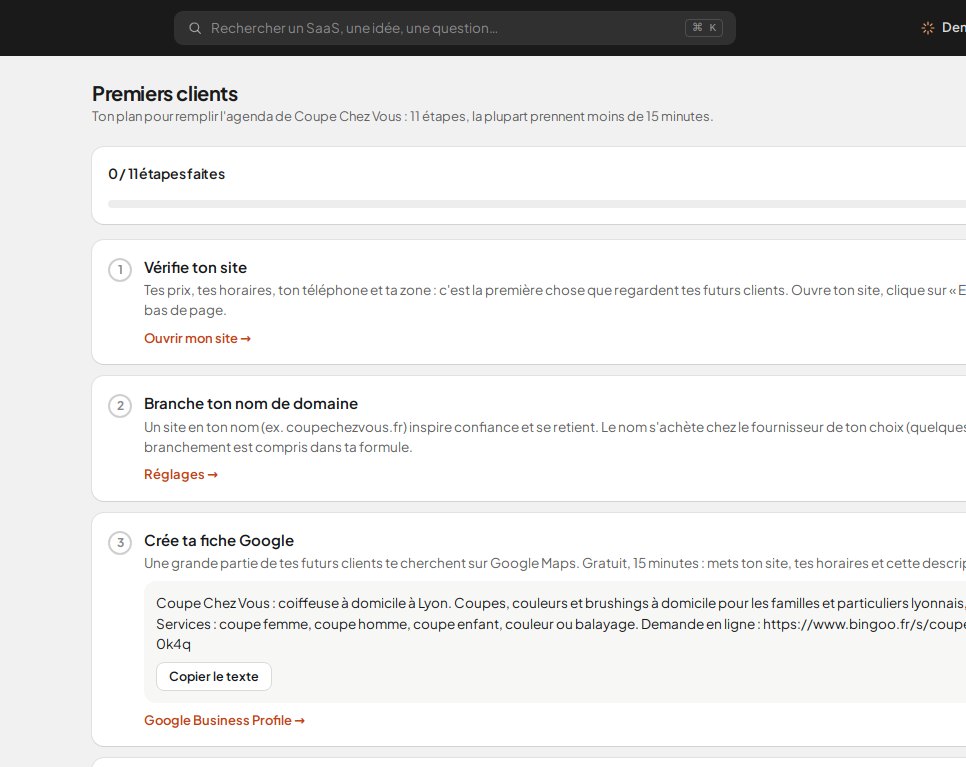 Rechercher un SaaS, une idée, une question...
⌘ K
Premiers clients
Ton plan pour remplir l'agenda de Coupe Chez Vous : 11 étapes, la plupart prennent moins de 15 minutes.
0 / 11 étapes faites
1
Vérifie ton site
Tes prix, tes horaires, ton téléphone et ta zone : c'est la première chose que regardent tes futurs clients. Ouvre ton site, clique sur «
bas de page.
Ouvrir mon site →
2
Branche ton nom de domaine
Un site en ton nom (ex. coupechezvous.fr) inspire confiance et se retient. Le nom s'achète chez le fournisseur de ton choix (quelques
branchement est compris dans ta formule.
Réglages →
3
Crée ta fiche Google
Une grande partie de tes futurs clients te cherchent sur Google Maps. Gratuit, 15 minutes : mets ton site, tes horaires et cette
Coupe Chez Vous : coiffeuse à domicile à Lyon. Coupes, couleurs et brushings à domicile pour les familles et particuliers lyonnais,
Services : coupe femme, coupe homme, coupe enfant, couleur ou balayage. Demande en ligne : https://www.bingoo.fr/s/coupe
0k4q
Copier le texte
Google Business Profile →